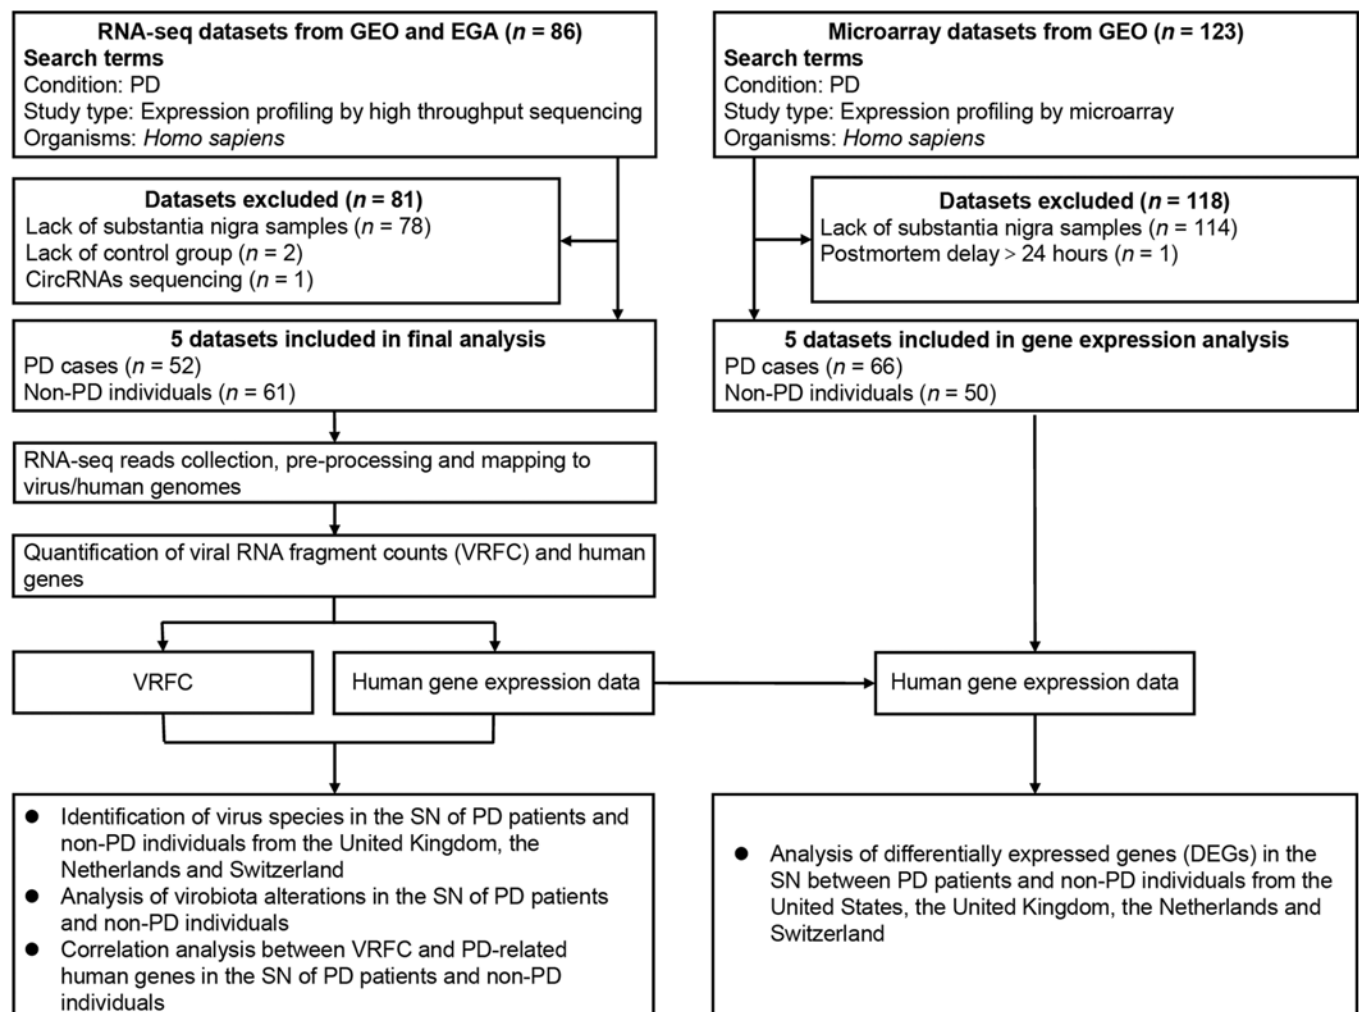 RNA-seq datasets from GEO and EGA (n = 86)
Search terms
Condition: PD
Study type: Expression profiling by high throughput sequencing
Organisms: Homo sapiens
Microarray datasets from GEO (n = 123)
Search terms
Condition: PD
Study type: Expression profiling by microarray
Organisms: Homo sapiens
Datasets excluded (n = 81)
Lack of substantia nigra samples (n = 78)
Lack of control group (n = 2)
CircRNAs sequencing (n = 1)
Datasets excluded (n = 118)
Lack of substantia nigra samples (n = 114)
Postmortem delay > 24 hours (n = 1)
5 datasets included in final analysis
PD cases (n = 52)
Non-PD individuals (n = 61)
5 datasets included in gene expression analysis
PD cases (n = 66)
Non-PD individuals (n = 50)
RNA-seq reads collection, pre-processing and mapping to
virus/human genomes
Quantification of viral RNA fragment counts (VRFC) and human
genes
VRFC
Human gene expression data
Human gene expression data
● Identification of virus species in the SN of PD patients and
non-PD individuals from the United Kingdom, the
Netherlands and Switzerland
● Analysis of virobiota alterations in the SN of PD patients
and non-PD individuals
● Correlation analysis between VRFC and PD-related
human genes in the SN of PD patients and non-PD
individuals
● Analysis of differentially expressed genes (DEGs) in the
SN between PD patients and non-PD individuals from the
United States, the United Kingdom, the Netherlands and
Switzerland